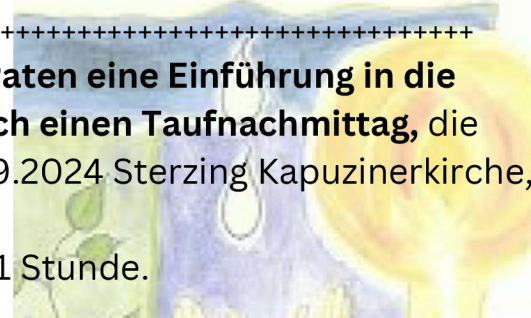 ++++++++++++++++++++++++++++++
Paten eine Einführung in die
ch einen Taufnachmittag, die
9.2024 Sterzing Kapuzinerkirche,
1 Stunde.